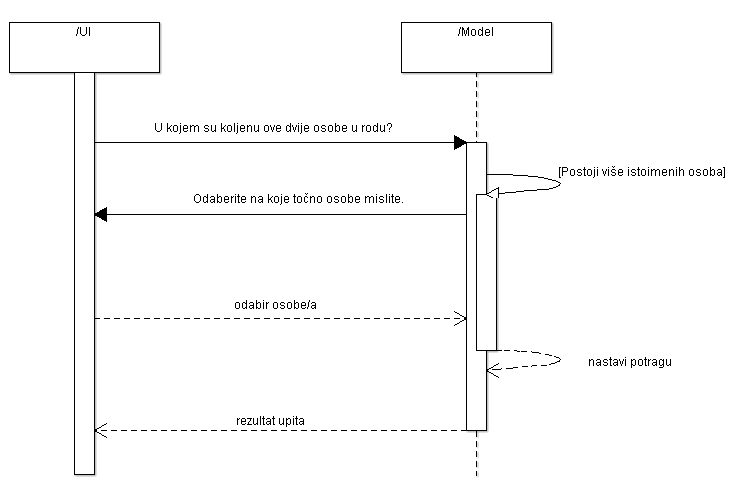 /UI
/Model
U kojem su koljenu ove dvije osobe u rodu?
[Postoji više istoimenih osoba]
Odaberite na koje točno osobe mislite.
odabir osobe/a
nastavi potragu
rezultat upita